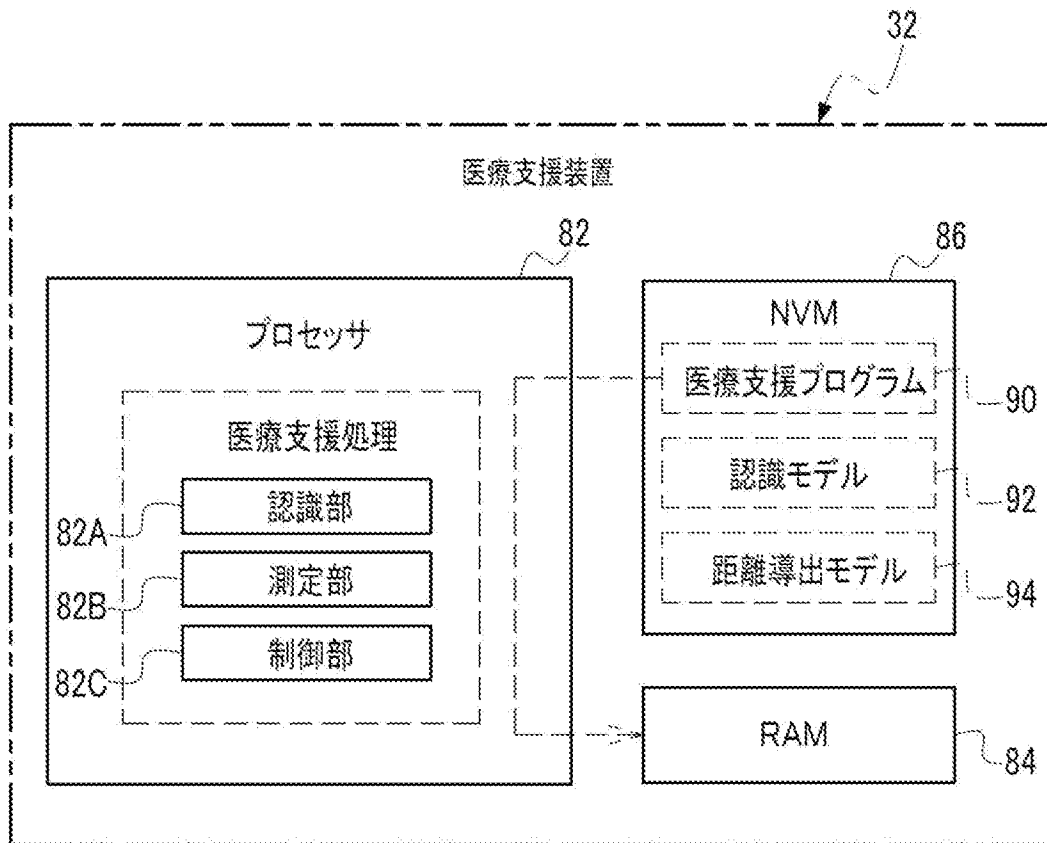 32
医療支援装置
82
プロセッサ
医療支援処理
82A
認識部
82B
測定部
82C
制御部
86
NVM
医療支援プログラム
90
認識モデル
92
距離導出モデル
94
RAM
84